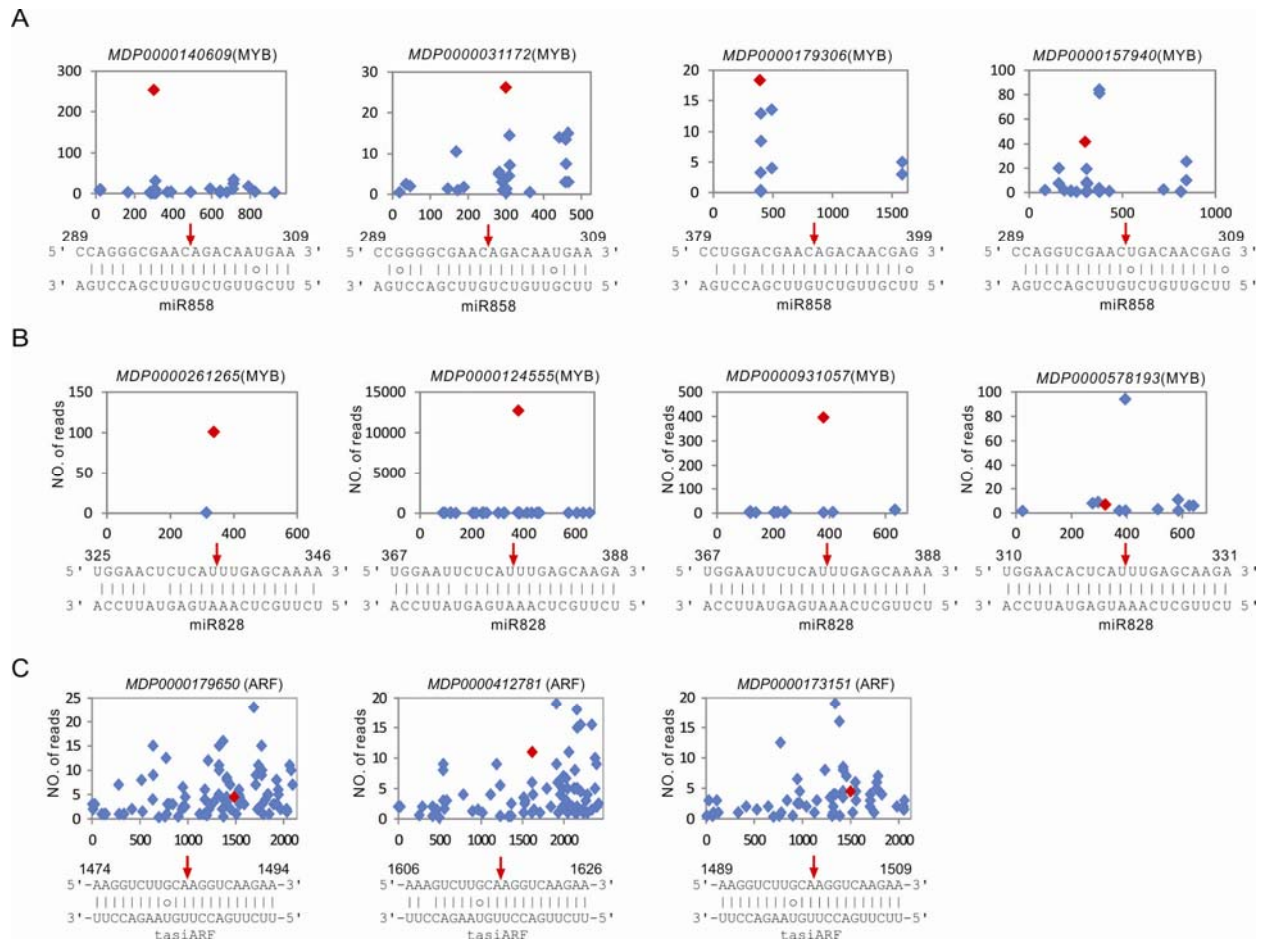 A
MDP0000140609(MYB) MDP0000031172(MYB) MDP0000179306(MYB) MDP0000157940(MYB)
300 30 20 100
200 20 15 80
100 10 10 60
0 0 5 40
0 20
0
0 200 400 600 800 0 100 200 300 400 500 0 500 1000 1500 0 500 1000
289 309 289 309 379 399 289 309
5' CCAGGGCGAACAGACAAUGAA 3' 5' CCGGGGCGAACAGACAAUGAA 3' 5' CCUGGACGAACAGACAACGAG 3' 5' CCAGGUCGAACUGACAACGAG 3'
3' AGUCCAGCUUGUCUGUUGCUU 5' 3' AGUCCAGCUUGUCUGUUGCUU 5' 3' AGUCCAGCUUGUCUGUUGCUU 5' 3' AGUCCAGCUUGUCUGUUGCUU 5'
miR858 miR858 miR858 miR858
B
MDP0000261265(MYB) MDP0000124555(MYB) MDP0000931057(MYB) MDP0000578193(MYB)
NO. of reads NO. of reads NO. of reads NO. of reads
150 15000 500 100
100 10000 400 80
50 5000 300 60
0 0 200 40
100 20
0 0
0 200 400 600 0 200 400 600 0 200 400 600 0 200 400 600
325 346 367 388 367 388 310 331
5' UGGAACUCUCAUUUGAGCAAAA 3' 5' UGGAAUUCUCAUUUGAGCAAGA 3' 5' UGGAAUUCUCAUUUGAGCAAAA 3' 5' UGGAACACUCAUUUGAGCAAGA 3'
3' ACCUUAUGAGUAAACUCGUUCU 5' 3' ACCUUAUGAGUAAACUCGUUCU 5' 3' ACCUUAUGAGUAAACUCGUUCU 5' 3' ACCUUAUGAGUAAACUCGUUCU 5'
miR828 miR828 miR828 miR828
C
MDP0000179650 (ARF) MDP0000412781 (ARF) MDP0000173151 (ARF)
NO. of reads NO. of reads NO. of reads
25 20 20
20 15 15
15 10 10
10 5 5
5 0 0
0
0 500 1000 1500 2000 0 500 1000 1500 2000 0 500 1000 1500 2000
1474 1494 1606 1626 1489 1509
5'-AAGGUCUUGCAAGGUCAAGAA-3' 5'-AAAGUCUUGCAAGGUCAAGAA-3' 5'-AAGGUCUUGCAAGGUCAAGAA-3'
3'-UUCCAGAAUGUUCCAGUUCUU-5' 3'-UUCCAGAAUGUUCCAGUUCUU-5' 3'-UUCCAGAAUGUUCCAGUUCUU-5'
tasiARF tasiARF tasiARF